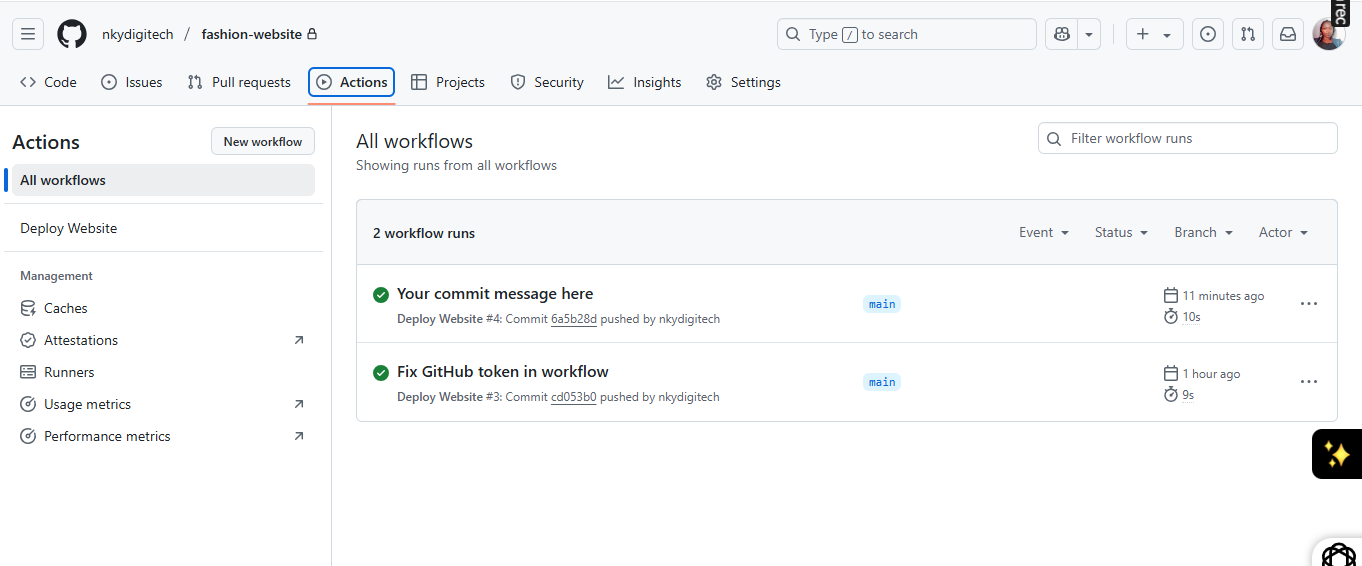 nkydigitech / fashion-website
Type / to search
rec
Code
Issues
Pull requests
Actions
Projects
Security
Insights
Settings
Actions
New workflow
All workflows
Deploy Website
Management
Caches
Attestations
Runners
Usage metrics
Performance metrics
All workflows
Showing runs from all workflows
Filter workflow runs
2 workflow runs
Event
Status
Branch
Actor
Your commit message here
Deploy Website #4: Commit 6a5b28d pushed by nkydigitech
main
11 minutes ago
10s
Fix GitHub token in workflow
Deploy Website #3: Commit cd053b0 pushed by nkydigitech
main
1 hour ago
9s